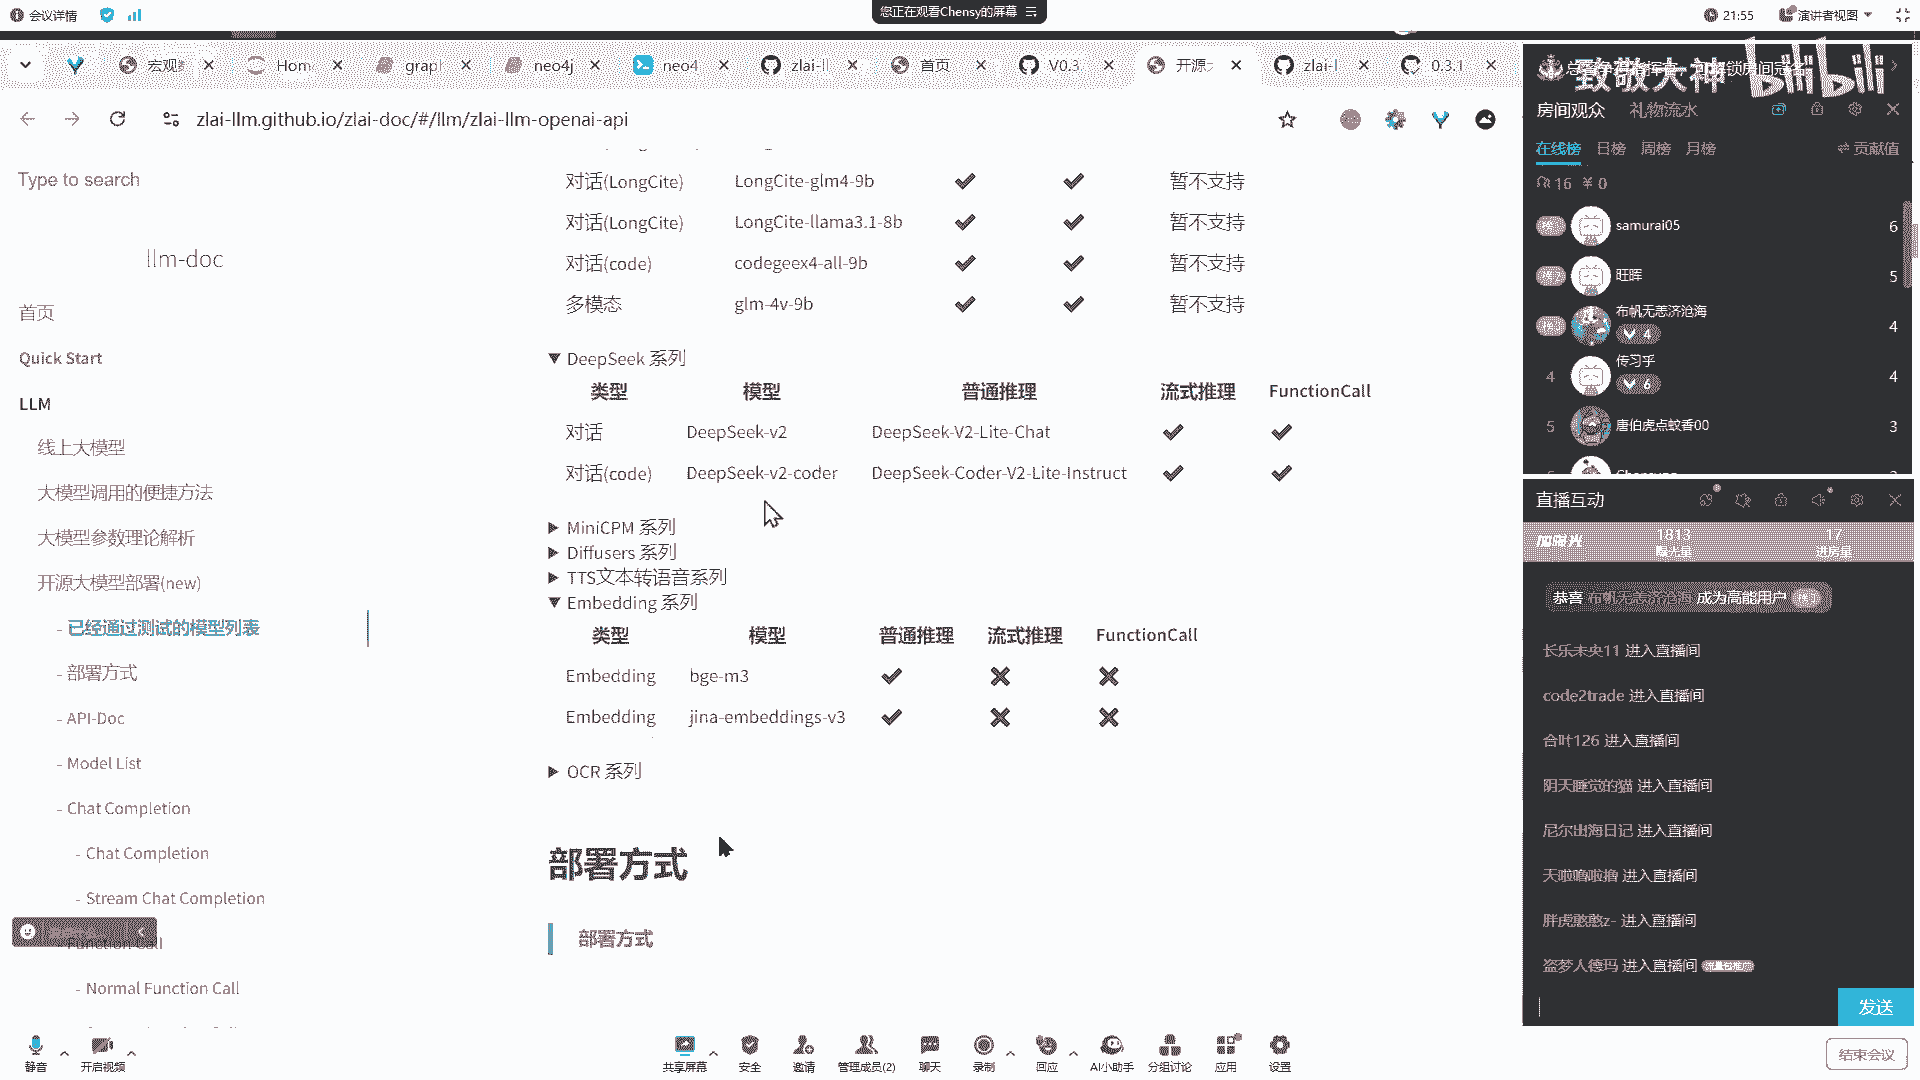 会议详情
您正在观看Chensy的屏幕
21:55
演讲者视图
宏观
Hom
grap
neo4j
neo4
zlai-ll
首页
V0.3
开源
zlai-l
0.3.1
zlai-llm.github.io/zlai-doc/#/llm/zlai-llm-openai-api
Type to search
llm-doc
首页
Quick Start
LLM
线上大模型
大模型调用的便捷方法
大模型参数理论解析
开源大模型部署(new)
- 已经通过测试的模型列表
- 部署方式
- API-Doc
- Model List
- Chat Completion
- Chat Completion
- Stream Chat Completion
- Function Call
- Normal Function Call
对话(LongCite) LongCite-glm4-9b ✔ ✔ 暂不支持
对话(LongCite) LongCite-llama3.1-8b ✔ ✔ 暂不支持
对话(code) codegeex4-all-9b ✔ ✔ 暂不支持
多模态 glm-4v-9b ✔ ✔ 暂不支持
▼ DeepSeek 系列
类型 模型 普通推理 流式推理 FunctionCall
对话 DeepSeek-v2 DeepSeek-V2-Lite-Chat ✔ ✔
对话(code) DeepSeek-v2-coder DeepSeek-Coder-V2-Lite-Instruct ✔ ✔
▶ MiniCPM 系列
▶ Diffusers 系列
▶ TTS文本转语音系列
▼ Embedding 系列
类型 模型 普通推理 流式推理 FunctionCall
Embedding bge-m3 ✔ ✖ ✖
Embedding jina-embeddings-v3 ✔ ✖ ✖
▶ OCR 系列
部署方式
部署方式
致敬大神 bilibili
房间观众 礼物流水
在线榜 日榜 周榜 月榜 贡献值
16 ¥ 0
samurai05 6
旺晖 5
布帆无恙济沧海 4
4
4 传习乎 4
6
5 唐伯虎点蚊香00 3
直播互动
1813 17
曝光量 进房量
恭喜 布帆无恙济沧海 成为高能用户
长乐未央11 进入直播间
code2trade 进入直播间
合叶126 进入直播间
阴天睡觉的猫 进入直播间
尼尔出海日记 进入直播间
天啦噜啦撸 进入直播间
胖虎憨憨z- 进入直播间
盗梦人德玛 进入直播间
发送
静音
开启视频
共享屏幕
安全
邀请
管理成员(2)
聊天
录制
回应
AI小助手
分组讨论
应用
设置
结束会议